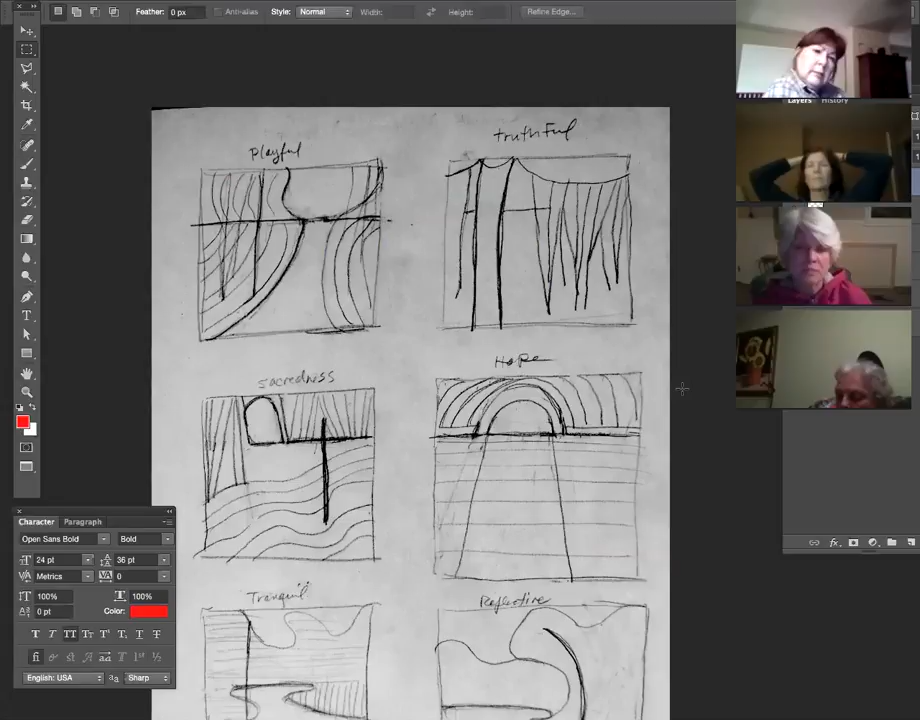 Feather: 0 px
Anti-alias
Style: Normal
Width:
Height:
Refine Edge...
Layers History
Playful
truthful
sacredness
Hope
Tranquil
Reflective
Character Paragraph
Open Sans Bold Bold
24 pt 36 pt
Metrics 0
100% 100%
0 pt Color:
English: USA Sharp